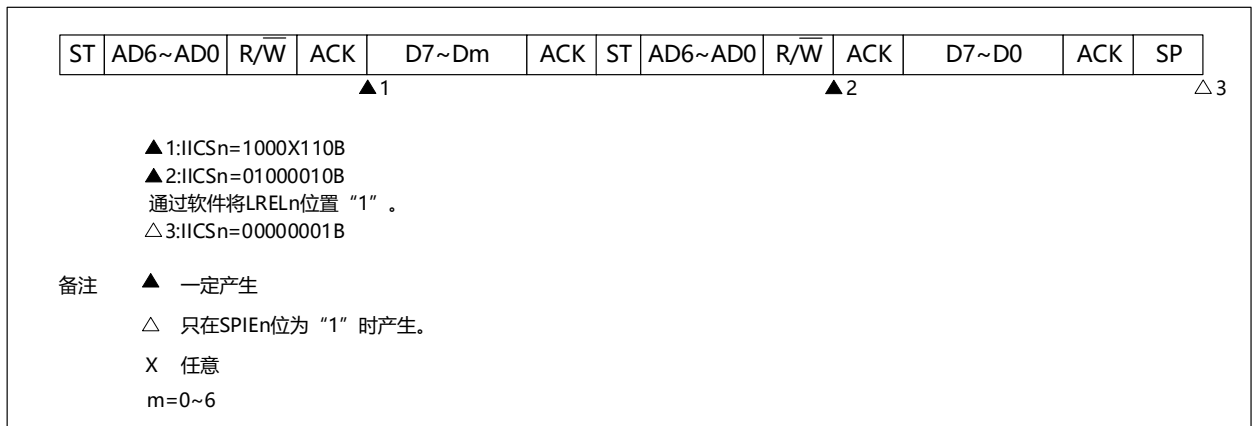 ST AD6~AD0 R/W̅ ACK D7~Dm ACK ST AD6~AD0 R/W̅ ACK D7~D0 ACK SP
▲1 ▲2 △3
▲1:IICSn=1000X110B
▲2:IICSn=01000010B
通过软件将LRELn位置“1”。
△3:IICSn=00000001B
备注 ▲ 一定产生
△ 只在SPIEn位为“1”时产生。
X 任意
m=0~6